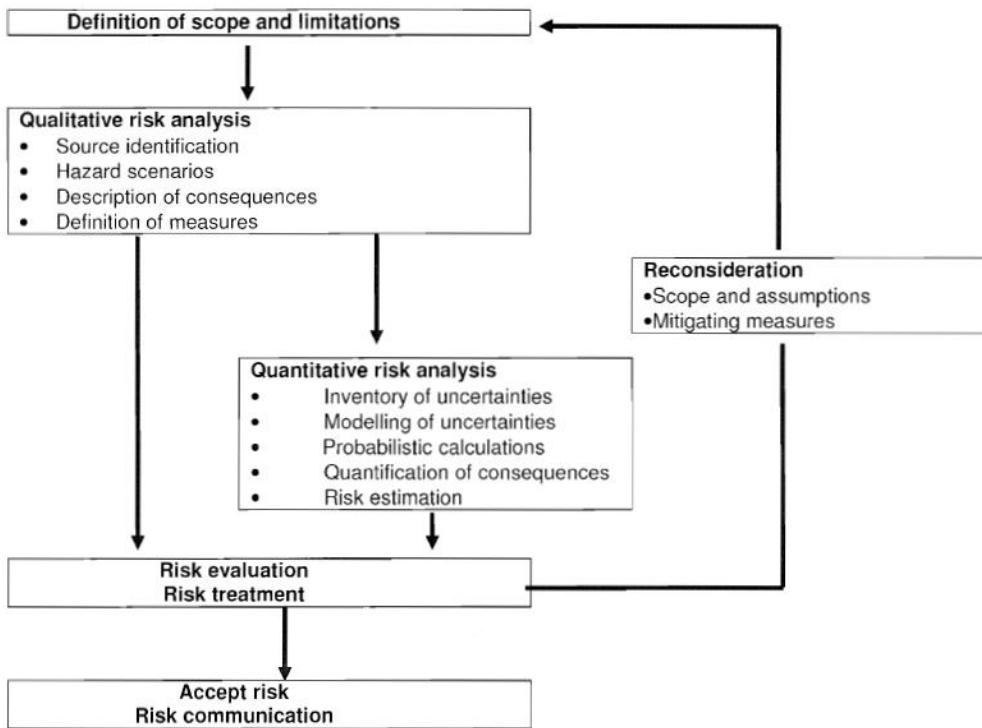 Definition of scope and limitations
Qualitative risk analysis
• Source identification
• Hazard scenarios
• Description of consequences
• Definition of measures
Reconsideration
•Scope and assumptions
•Mitigating measures
Quantitative risk analysis
• Inventory of uncertainties
• Modelling of uncertainties
• Probabilistic calculations
• Quantification of consequences
• Risk estimation
Risk evaluation
Risk treatment
Accept risk
Risk communication